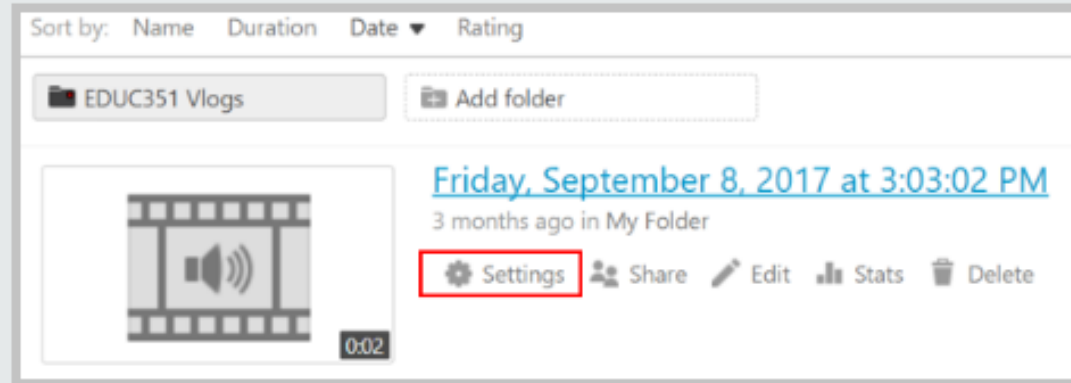 Sort by: Name Duration Date Rating
EDUC351 Vlogs Add folder
Friday, September 8, 2017 at 3:03:02 PM
3 months ago in My Folder
Settings Share Edit Stats Delete
0:02